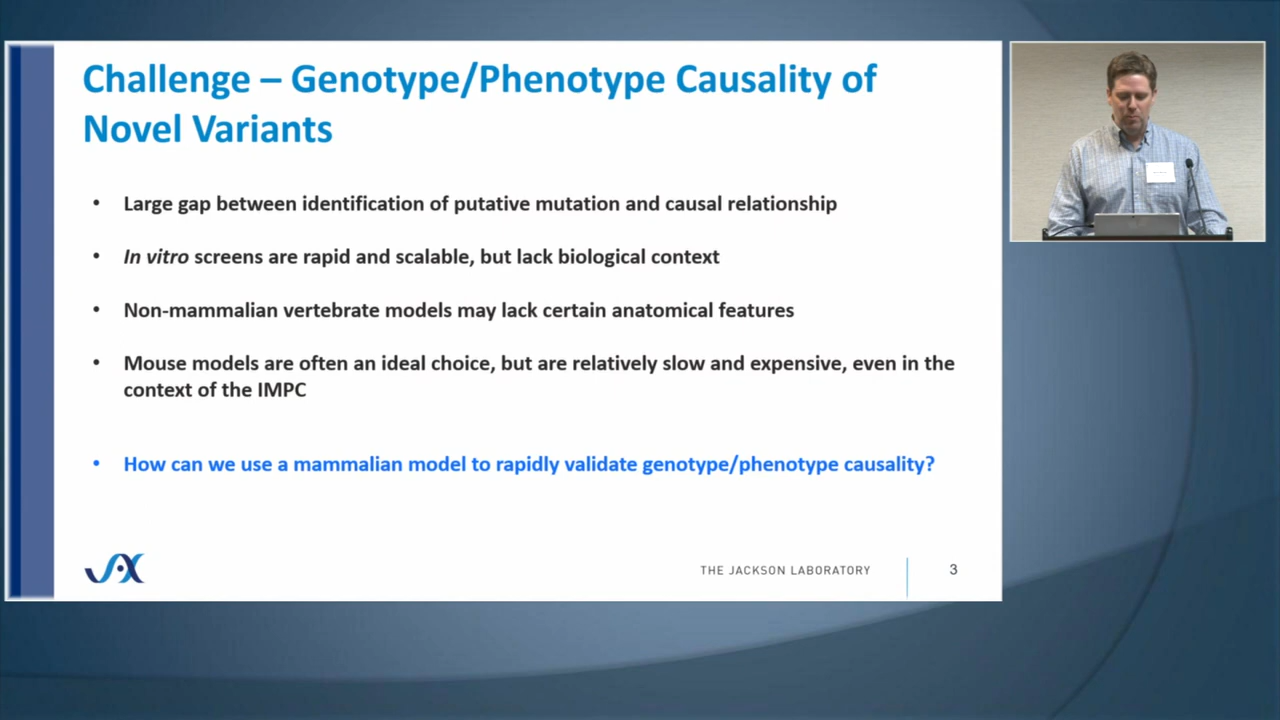 Challenge – Genotype/Phenotype Causality of
Novel Variants
• Large gap between identification of putative mutation and causal relationship
• In vitro screens are rapid and scalable, but lack biological context
• Non-mammalian vertebrate models may lack certain anatomical features
• Mouse models are often an ideal choice, but are relatively slow and expensive, even in the
context of the IMPC
• How can we use a mammalian model to rapidly validate genotype/phenotype causality?
JAX
THE JACKSON LABORATORY
3